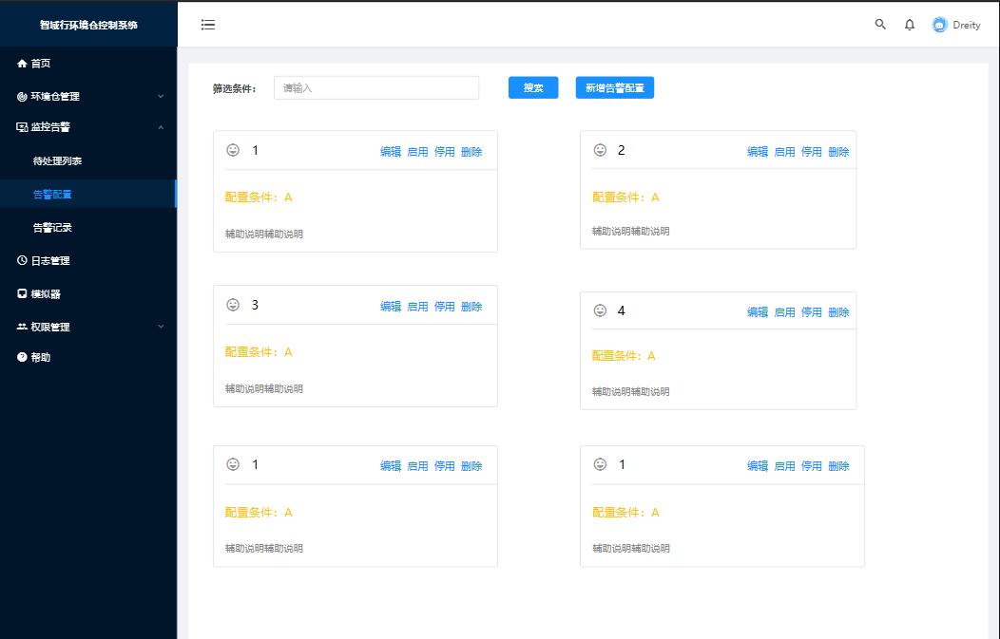 智域行环境仓控制系统
Dreity
首页
环境仓管理
监控告警
待处理列表
告警配置
告警记录
日志管理
模拟器
权限管理
帮助
筛选条件： 请输入 搜索 新增告警配置
1 编辑 启用 停用 删除
配置条件：A
辅助说明辅助说明
2 编辑 启用 停用 删除
配置条件：A
辅助说明辅助说明
3 编辑 启用 停用 删除
配置条件：A
辅助说明辅助说明
4 编辑 启用 停用 删除
配置条件：A
辅助说明辅助说明
1 编辑 启用 停用 删除
配置条件：A
辅助说明辅助说明
1 编辑 启用 停用 删除
配置条件：A
辅助说明辅助说明